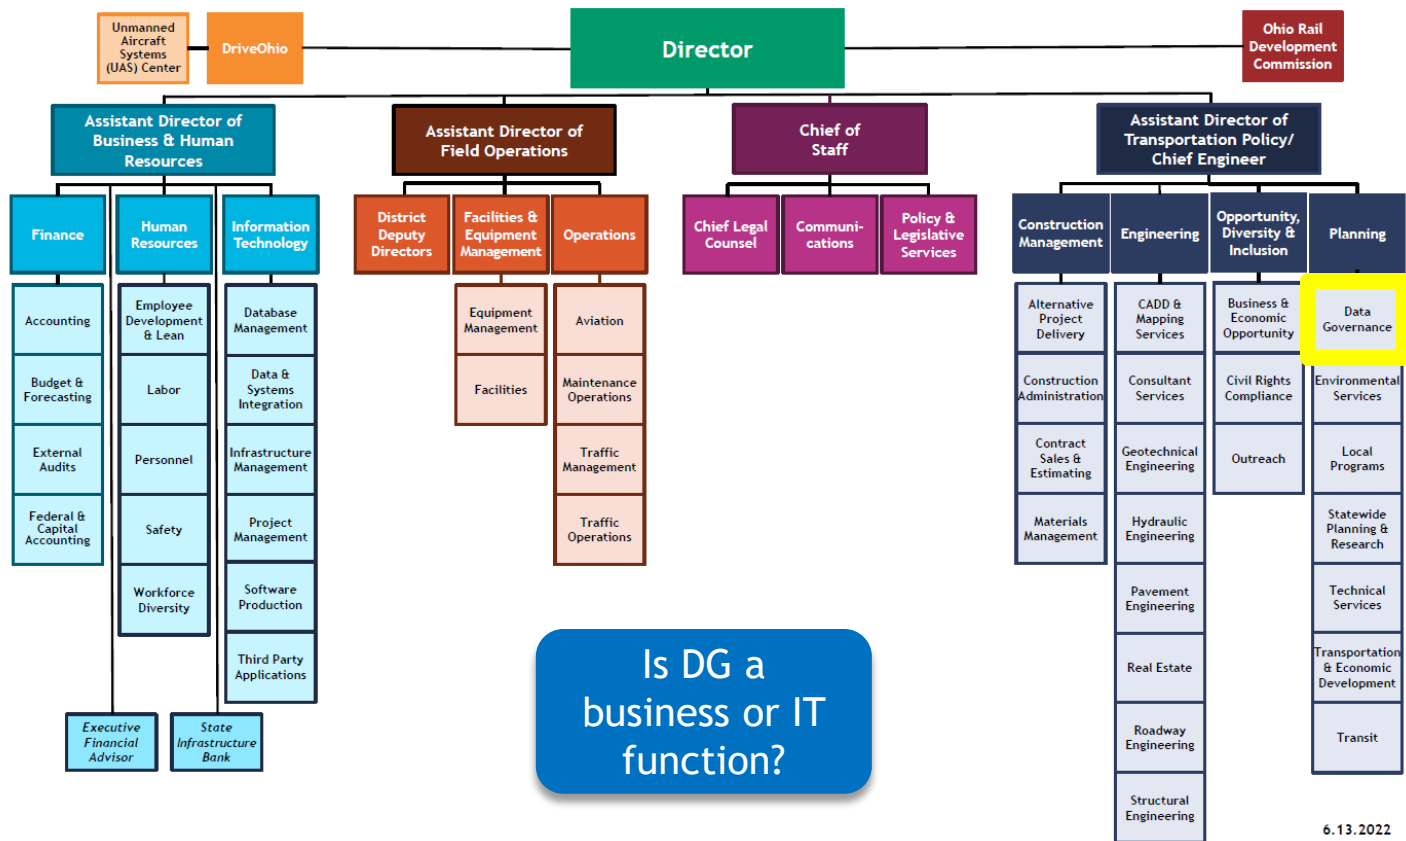 Unmanned
Aircraft
Systems
(UAS) Center
DriveOhio
Director
Ohio Rail
Development
Commission
Assistant Director of
Business & Human
Resources
Assistant Director of
Field Operations
Chief of
Staff
Assistant Director of
Transportation Policy/
Chief Engineer
Finance
Human
Resources
Information
Technology
District
Deputy
Directors
Facilities &
Equipment
Management
Operations
Chief Legal
Counsel
Communi-
cations
Policy &
Legislative
Services
Construction
Management
Engineering
Opportunity,
Diversity &
Inclusion
Planning
Accounting
Budget &
Forecasting
External
Audits
Federal &
Capital
Accounting
Employee
Development
& Lean
Labor
Personnel
Safety
Workforce
Diversity
Database
Management
Data &
Systems
Integration
Infrastructure
Management
Project
Management
Software
Production
Third Party
Applications
Executive
Financial
Advisor
State
Infrastructure
Bank
Equipment
Management
Facilities
Aviation
Maintenance
Operations
Traffic
Management
Traffic
Operations
Alternative
Project
Delivery
Construction
Administration
Contract
Sales &
Estimating
Materials
Management
CADD &
Mapping
Services
Consultant
Services
Geotechnical
Engineering
Hydraulic
Engineering
Pavement
Engineering
Real Estate
Roadway
Engineering
Structural
Engineering
Business &
Economic
Opportunity
Civil Rights
Compliance
Outreach
Data
Governance
Environmental
Services
Local
Programs
Statewide
Planning &
Research
Technical
Services
Transportation
& Economic
Development
Transit
Is DG a
business or IT
function?
6.13.2022